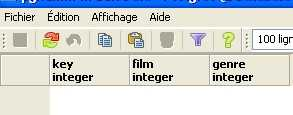 Fichier Édition Affichage Aide
100 lign
key film genre
integer integer integer